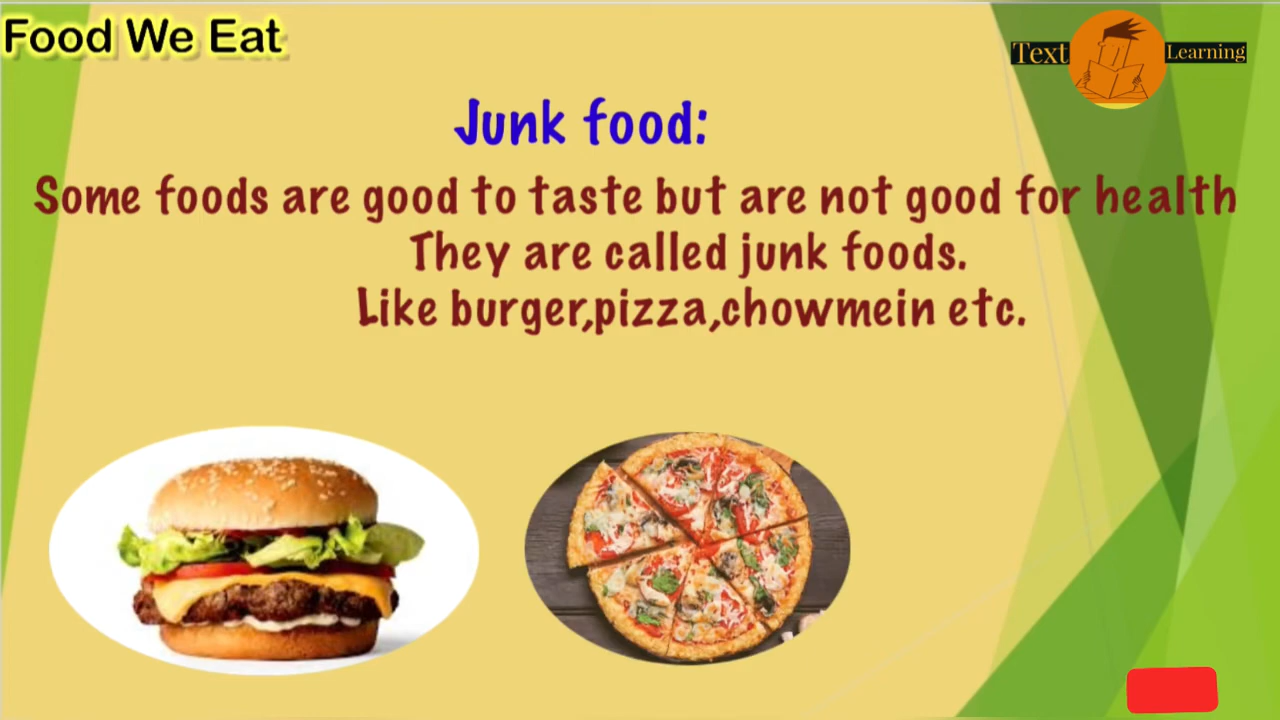 Food We Eat
Text Learning
Junk food:
Some foods are good to taste but are not good for health
They are called junk foods.
Like burger,pizza,chowmein etc.